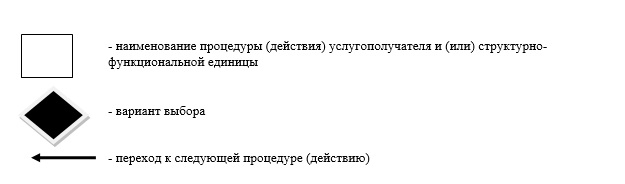 - наименование процедуры (действия) услугополучателя и (или) структурно-
функциональной единицы
- вариант выбора
- переход к следующей процедуре (действию)